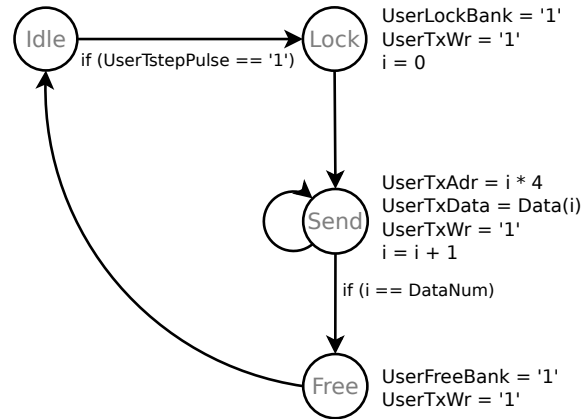 Idle
Lock
UserLockBank = '1'
UserTxWr = '1'
i = 0
if (UserTstepPulse == '1')
Send
UserTxAdr = i * 4
UserTxData = Data(i)
UserTxWr = '1'
i = i + 1
if (i == DataNum)
Free
UserFreeBank = '1'
UserTxWr = '1'